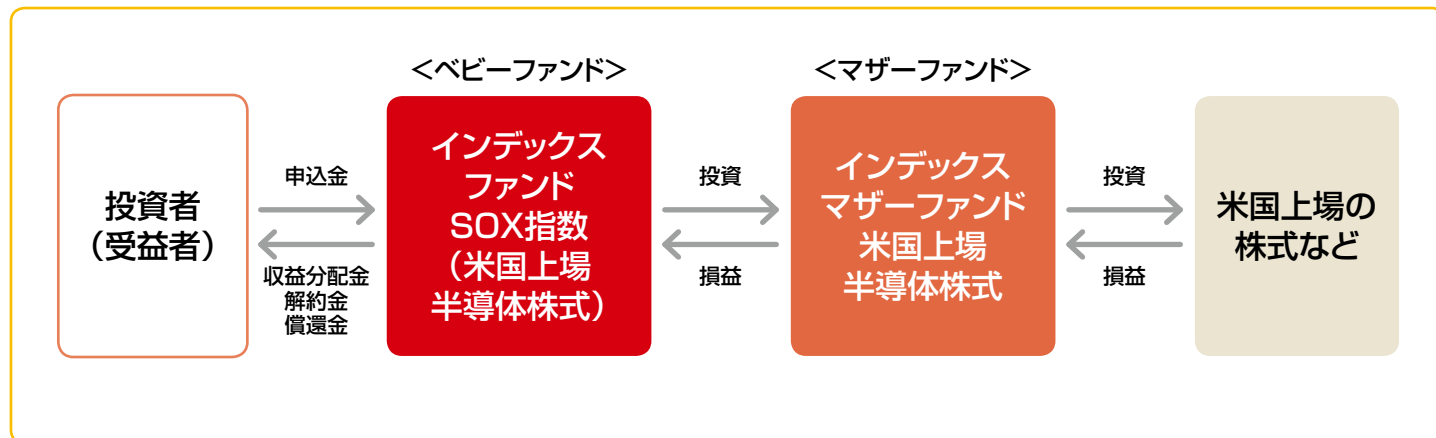 <ベビーファンド>
<マザーファンド>
投資者
(受益者)
申込金
収益分配金
解約金
償還金
インデックス
ファンド
SOX指数
(米国上場
半導体株式)
投資
損益
インデックス
マザーファンド
米国上場
半導体株式
投資
損益
米国上場の
株式など